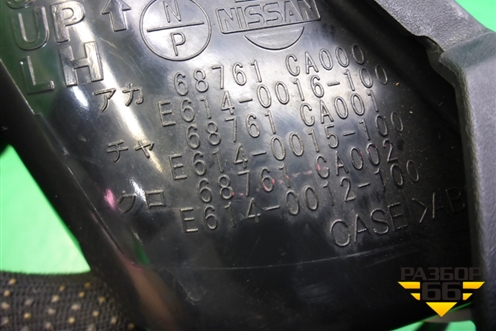 UP
LH
N
P
NISSAN
アカ 68761 CA000
E614-0016-100
チャ 68761 CA001
E614-0015-100
クロ 68761 CA002
E614-0012-100
CASE
РАЗБОР
66